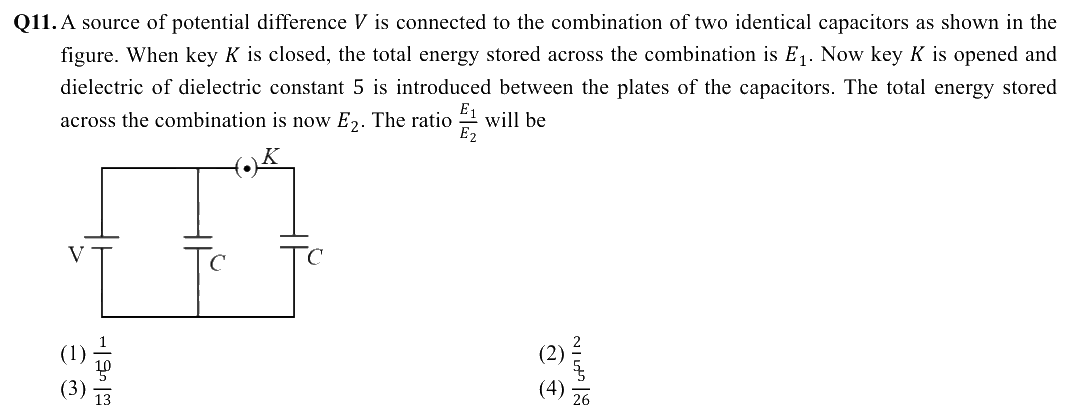 Q11. A source of potential difference V is connected to the combination of two identical capacitors as shown in the
figure. When key K is closed, the total energy stored across the combination is E₁. Now key K is opened and
dielectric of dielectric constant 5 is introduced between the plates of the capacitors. The total energy stored
across the combination is now E₂. The ratio E₁/E₂ will be
(•) K
V
C
C
(1) 1/10
(2) 2/5
(3) 5/13
(4) 5/26